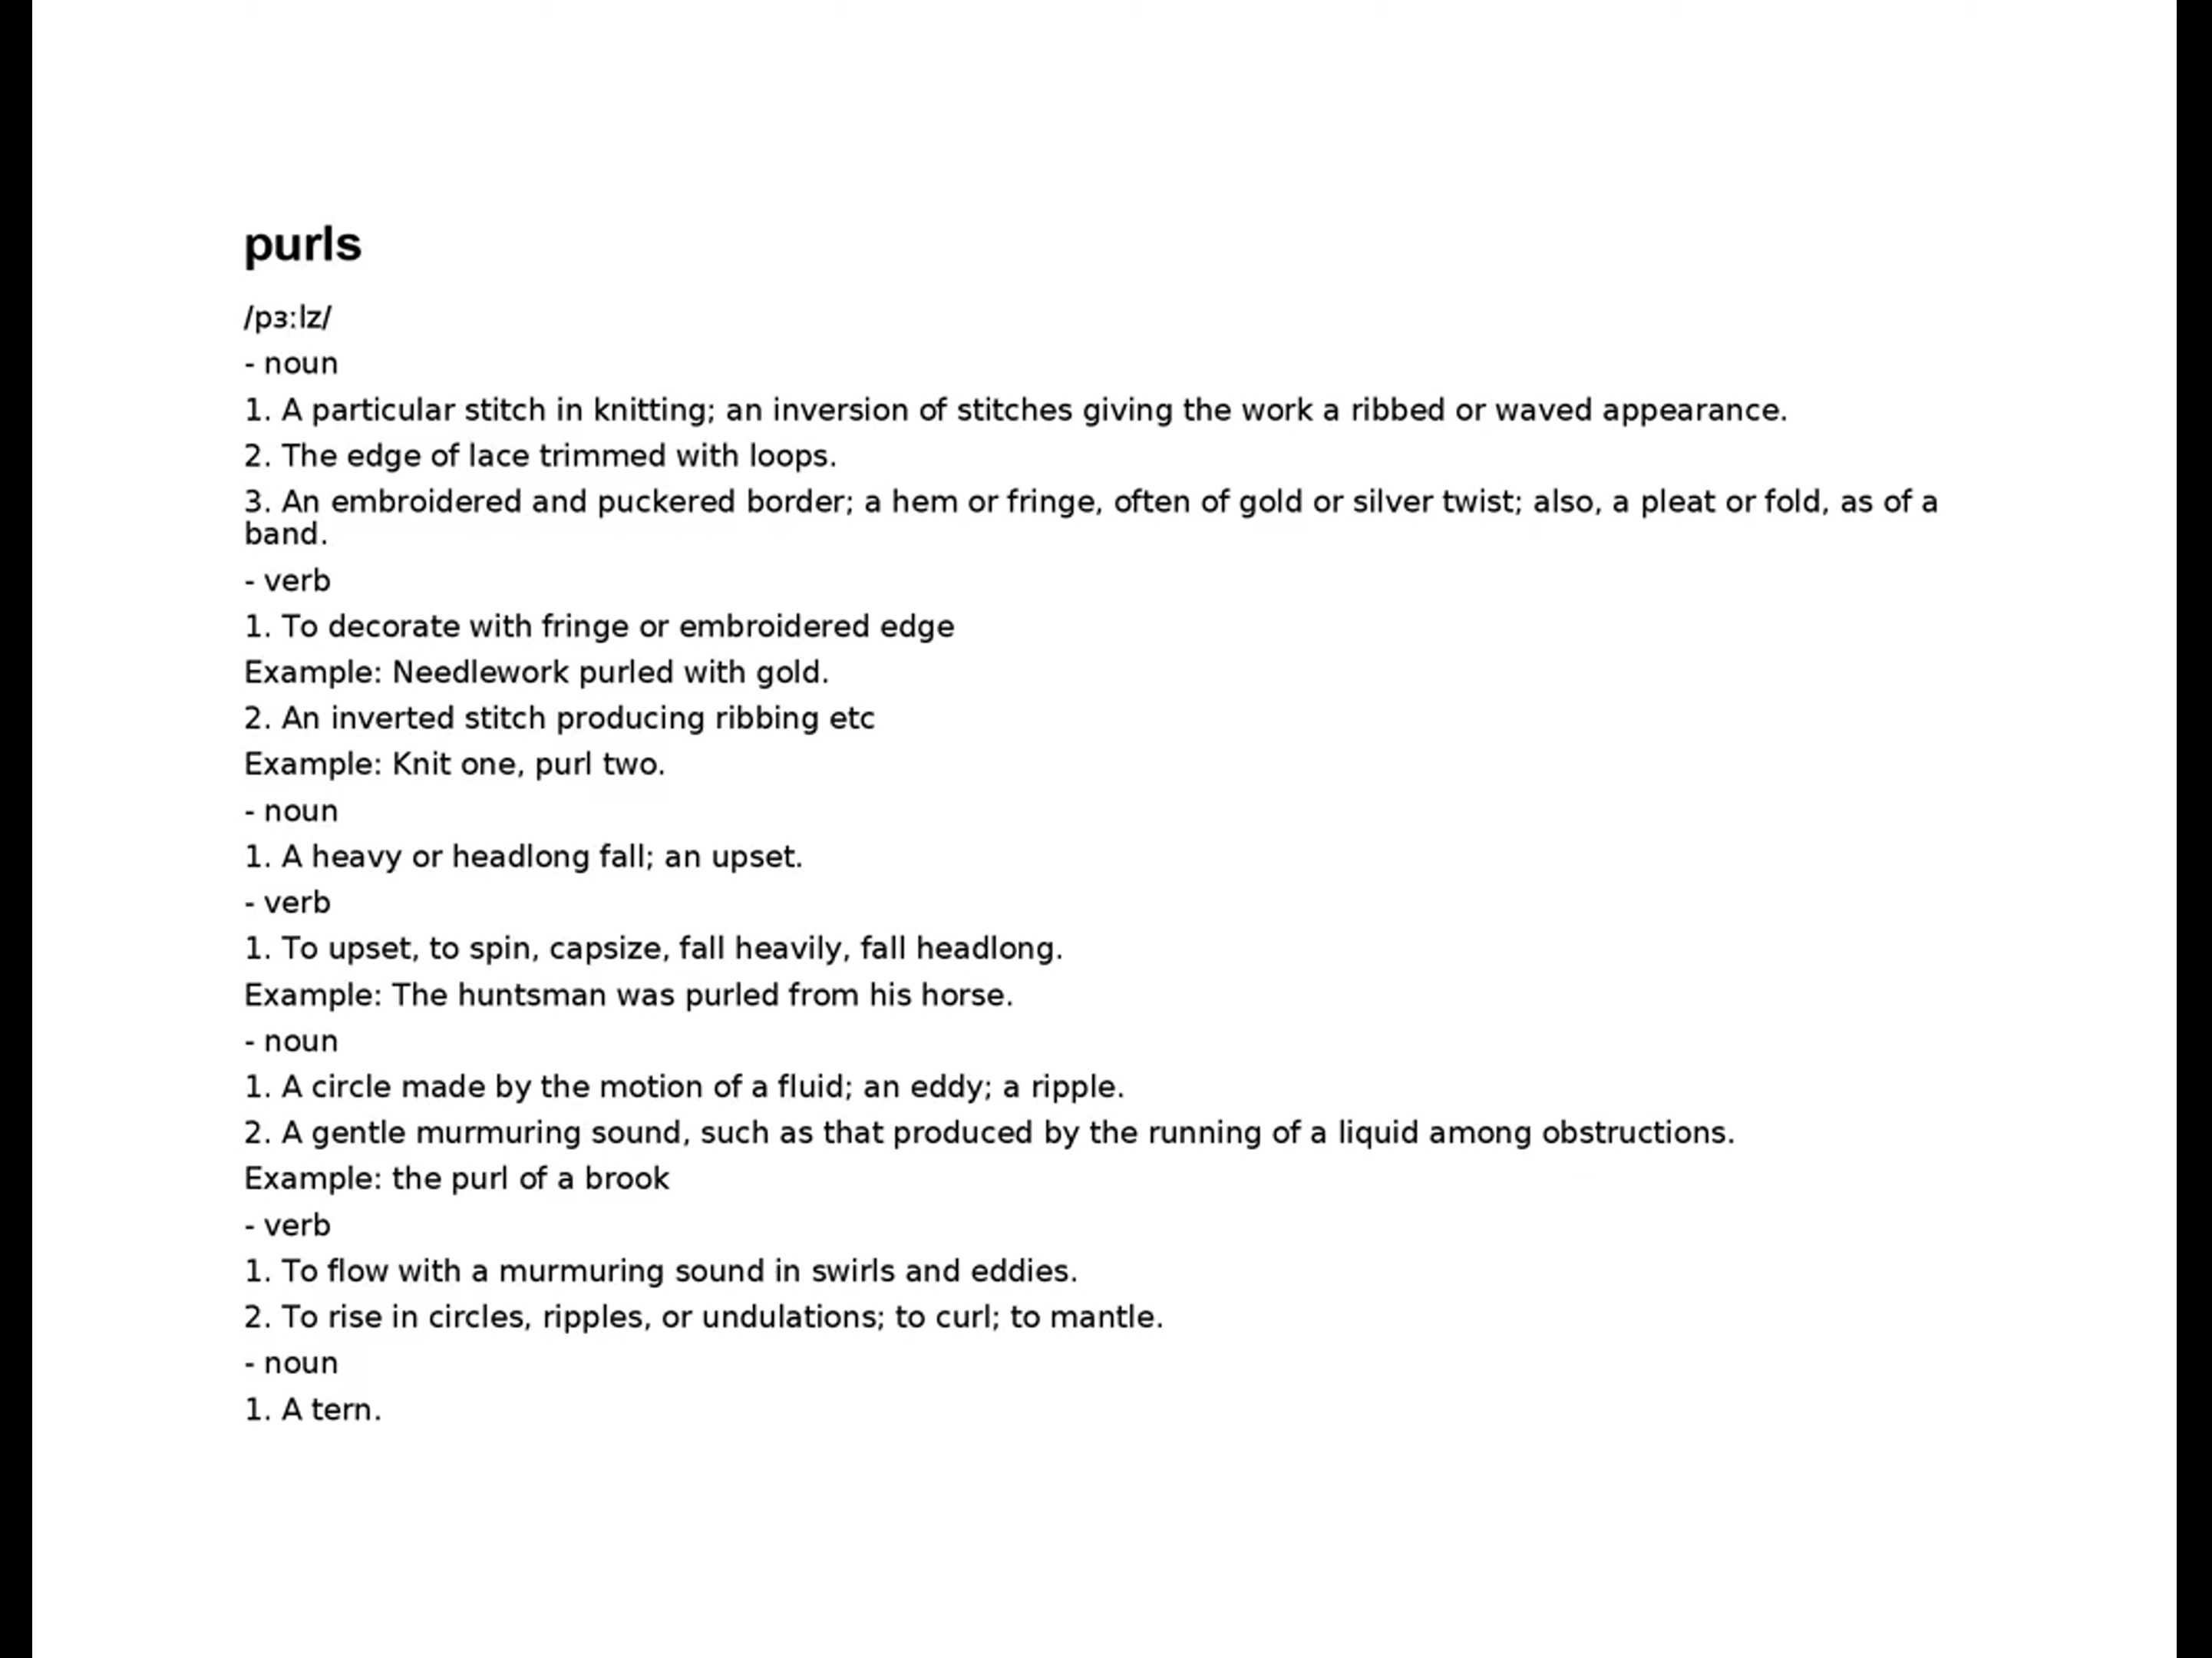 purls
/pɜːlz/
- noun
1. A particular stitch in knitting; an inversion of stitches giving the work a ribbed or waved appearance.
2. The edge of lace trimmed with loops.
3. An embroidered and puckered border; a hem or fringe, often of gold or silver twist; also, a pleat or fold, as of a
band.
- verb
1. To decorate with fringe or embroidered edge
Example: Needlework purled with gold.
2. An inverted stitch producing ribbing etc
Example: Knit one, purl two.
- noun
1. A heavy or headlong fall; an upset.
- verb
1. To upset, to spin, capsize, fall heavily, fall headlong.
Example: The huntsman was purled from his horse.
- noun
1. A circle made by the motion of a fluid; an eddy; a ripple.
2. A gentle murmuring sound, such as that produced by the running of a liquid among obstructions.
Example: the purl of a brook
- verb
1. To flow with a murmuring sound in swirls and eddies.
2. To rise in circles, ripples, or undulations; to curl; to mantle.
- noun
1. A tern.